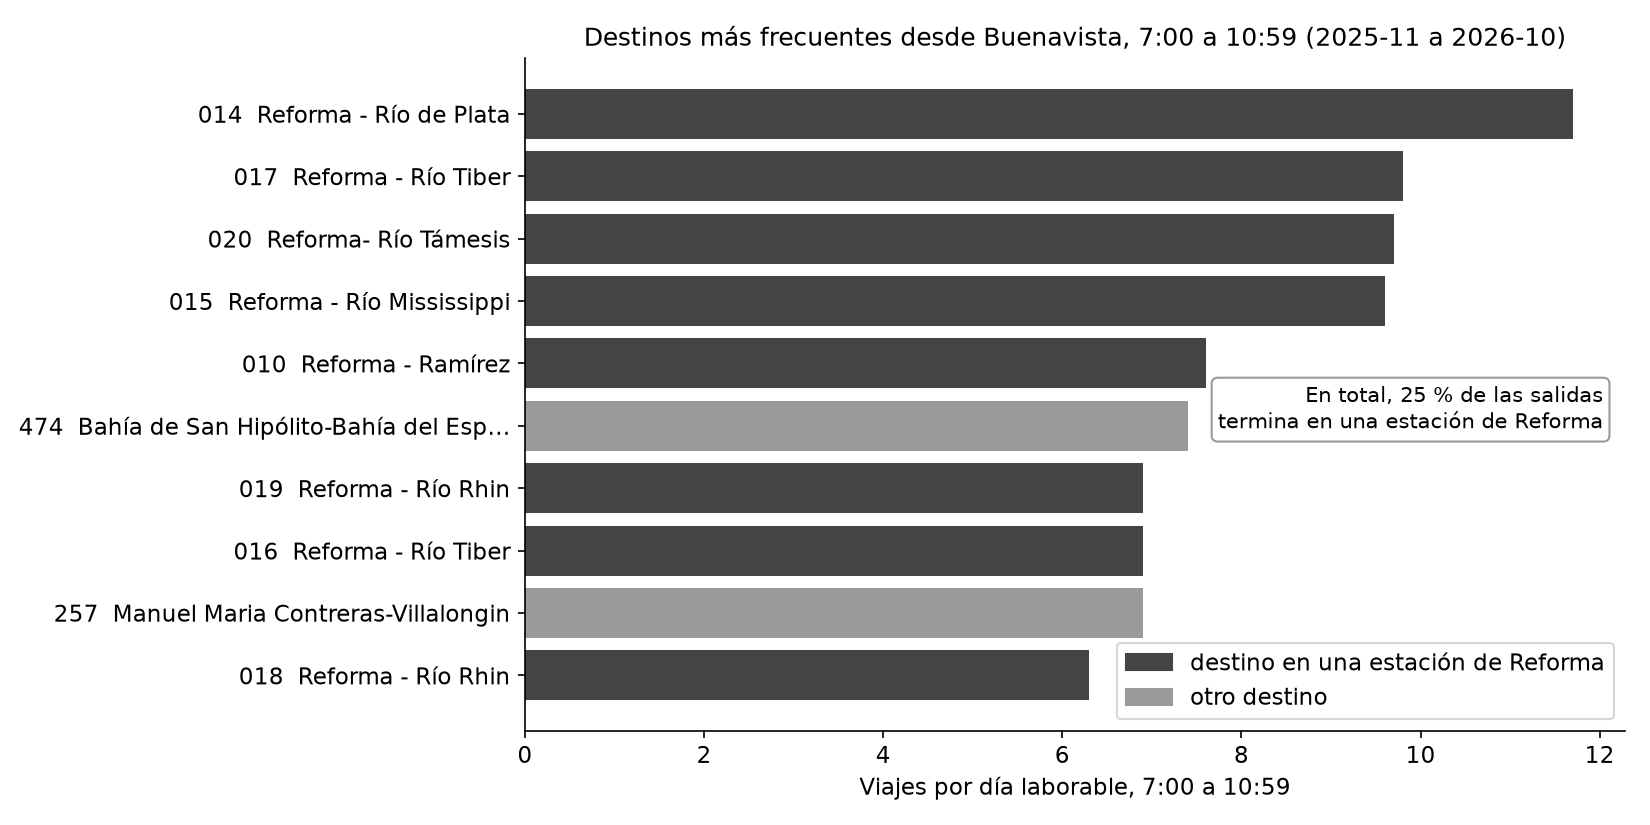 Destinos más frecuentes desde Buenavista, 7:00 a 10:59 (2025-11 a 2026-10)
014  Reforma - Río de Plata
017  Reforma - Río Tiber
020  Reforma- Río Támesis
015  Reforma - Río Mississippi
010  Reforma - Ramírez
En total, 25 % de las salidas
termina en una estación de Reforma
474  Bahía de San Hipólito-Bahía del Esp…
019  Reforma - Río Rhin
016  Reforma - Río Tiber
257  Manuel Maria Contreras-Villalongin
018  Reforma - Río Rhin
destino en una estación de Reforma
otro destino
0 2 4 6 8 10 12
Viajes por día laborable, 7:00 a 10:59